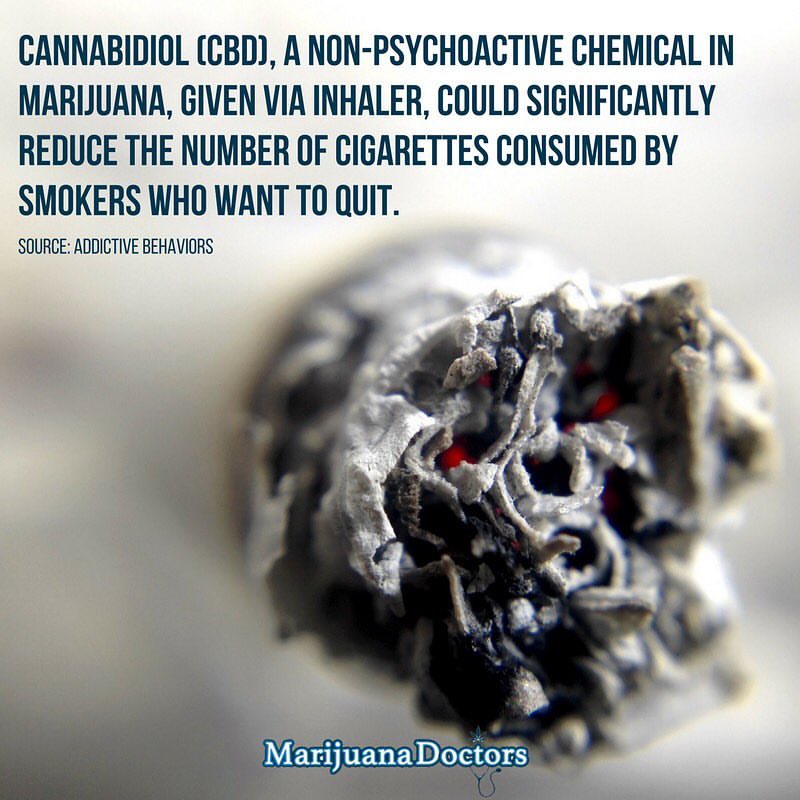 CANNABIDIOL (CBD), A NON-PSYCHOACTIVE CHEMICAL IN
MARIJUANA, GIVEN VIA INHALER, COULD SIGNIFICANTLY
REDUCE THE NUMBER OF CIGARETTES CONSUMED BY
SMOKERS WHO WANT TO QUIT.
SOURCE: ADDICTIVE BEHAVIORS
MarijuanaDoctors